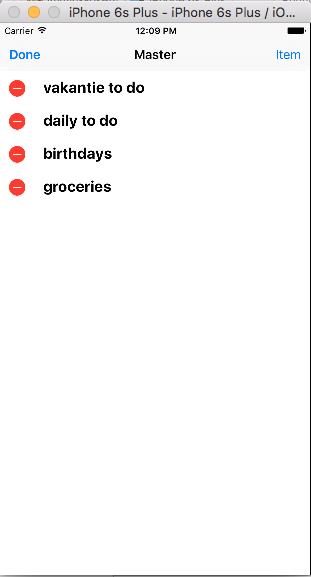 iPhone 6s Plus - iPhone 6s Plus / iO...
Carrier 12:09 PM
Done Master Item
vakantie to do
daily to do
birthdays
groceries